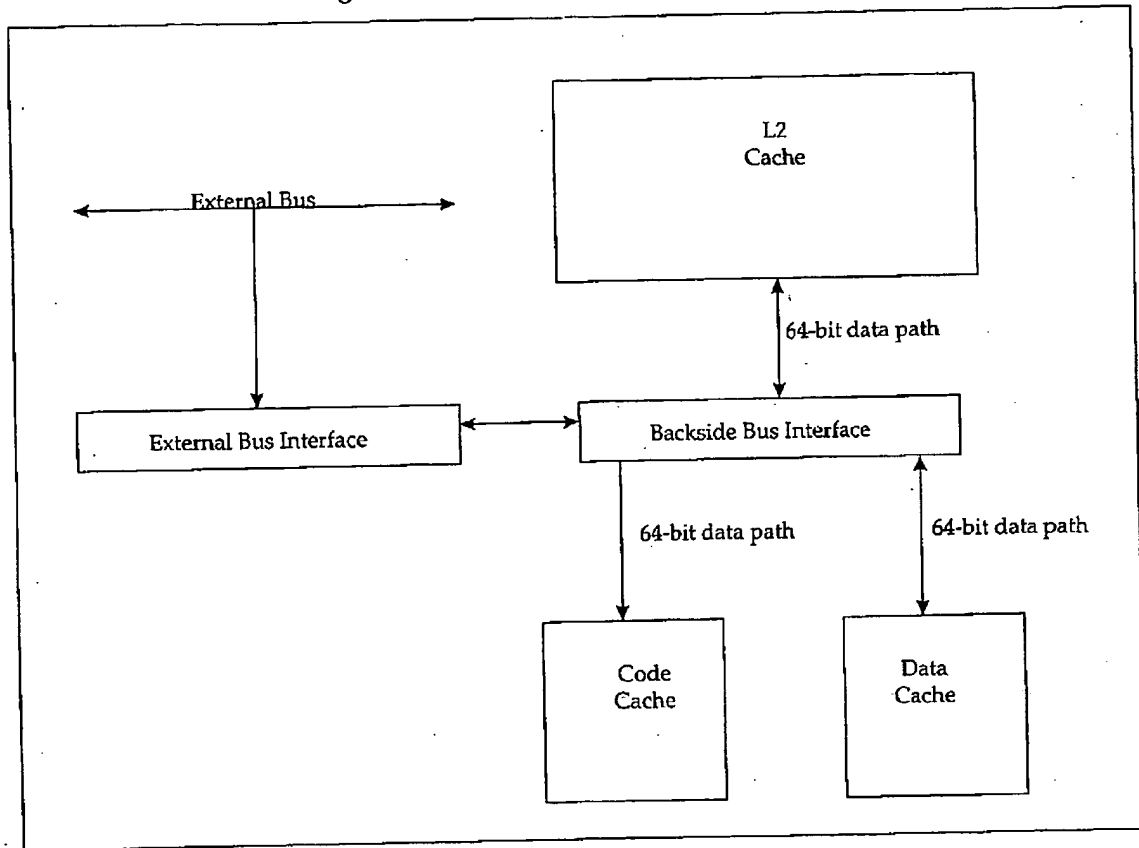 L2
Cache
External Bus
64-bit data path
External Bus Interface
Backside Bus Interface
64-bit data path
64-bit data path
Code
Cache
Data
Cache